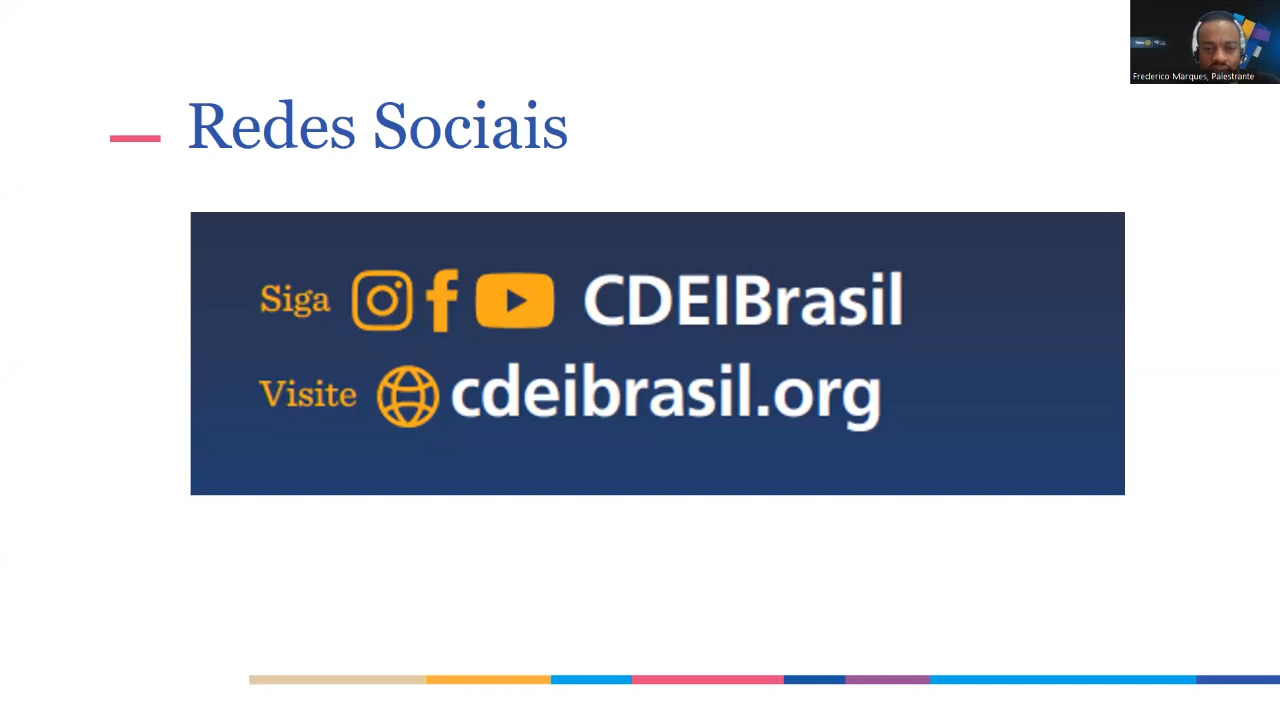 Frederico Marques, Palestrante
Redes Sociais
Siga CDEIBrasil
Visite cdeibrasil.org